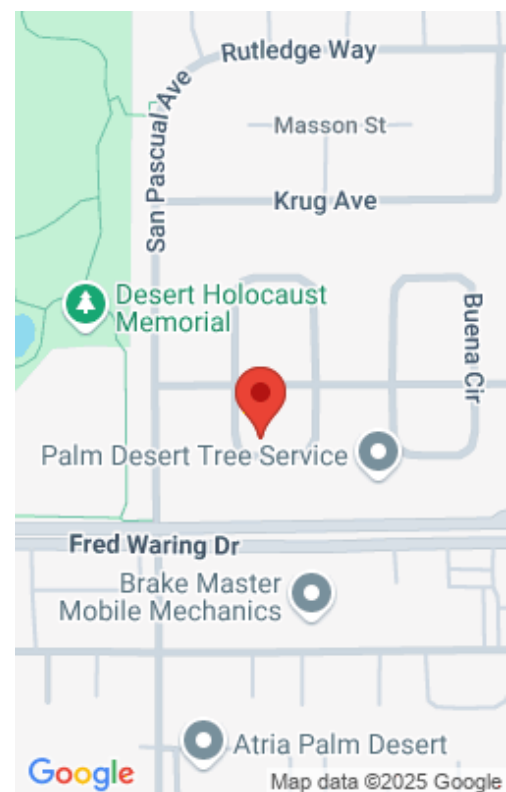 Rutledge Way
San Pascual Ave
Masson St
Krug Ave
Desert Holocaust
Memorial
Buena Cir
Palm Desert Tree Service
Fred Waring Dr
Brake Master
Mobile Mechanics
Atria Palm Desert
Google
Map data ©2025 Google